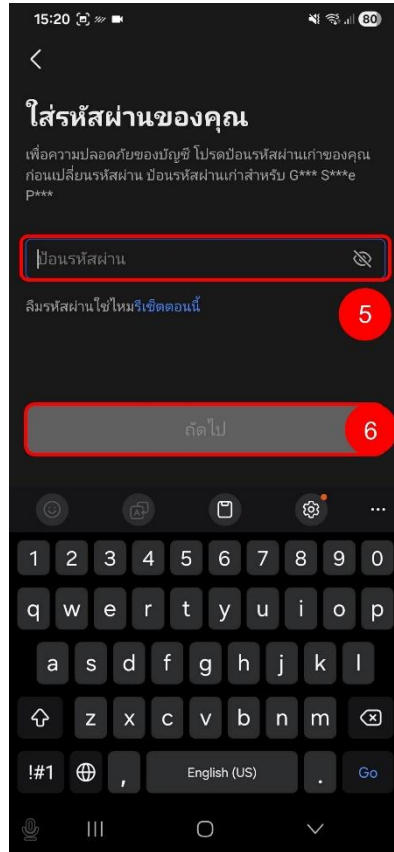 15:20 80
ใส่รหัสผ่านของคุณ
เพื่อความปลอดภัยของบัญชี โปรดป้อนรหัสผ่านเก่าของคุณ
ก่อนเปลี่ยนรหัสผ่าน ป้อนรหัสผ่านเก่าสำหรับ G*** S***e
P***
ป้อนรหัสผ่าน
ลืมรหัสผ่านใช่ไหมรีเซ็ตตอนนี้
5
ถัดไป
6
1 2 3 4 5 6 7 8 9 0
q w e r t y u i o p
a s d f g h j k l
z x c v b n m
!#1 , English (US) . Go